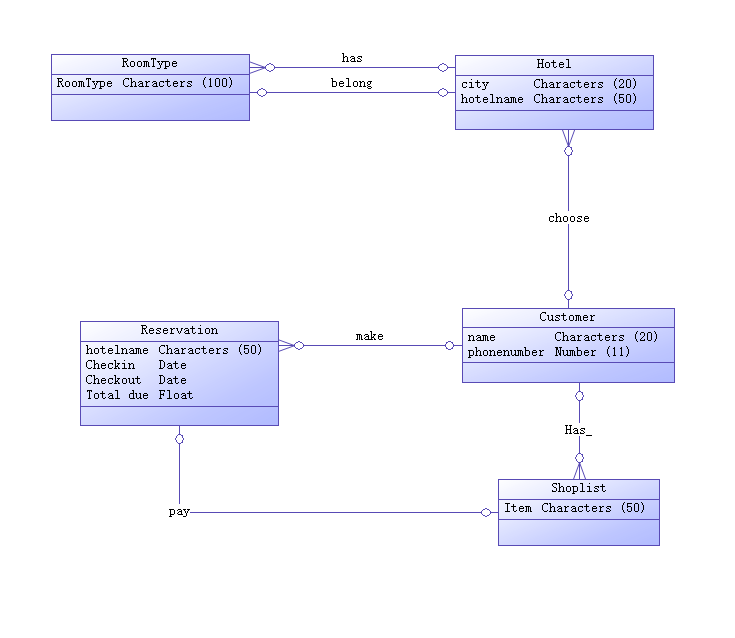 RoomType
RoomType Characters (100)
has
belong
Hotel
city Characters (20)
hotelname Characters (50)
choose
Customer
name Characters (20)
phonenumber Number (11)
make
Reservation
hotelname Characters (50)
Checkin Date
Checkout Date
Total due Float
Has_
Shoplist
Item Characters (50)
pay